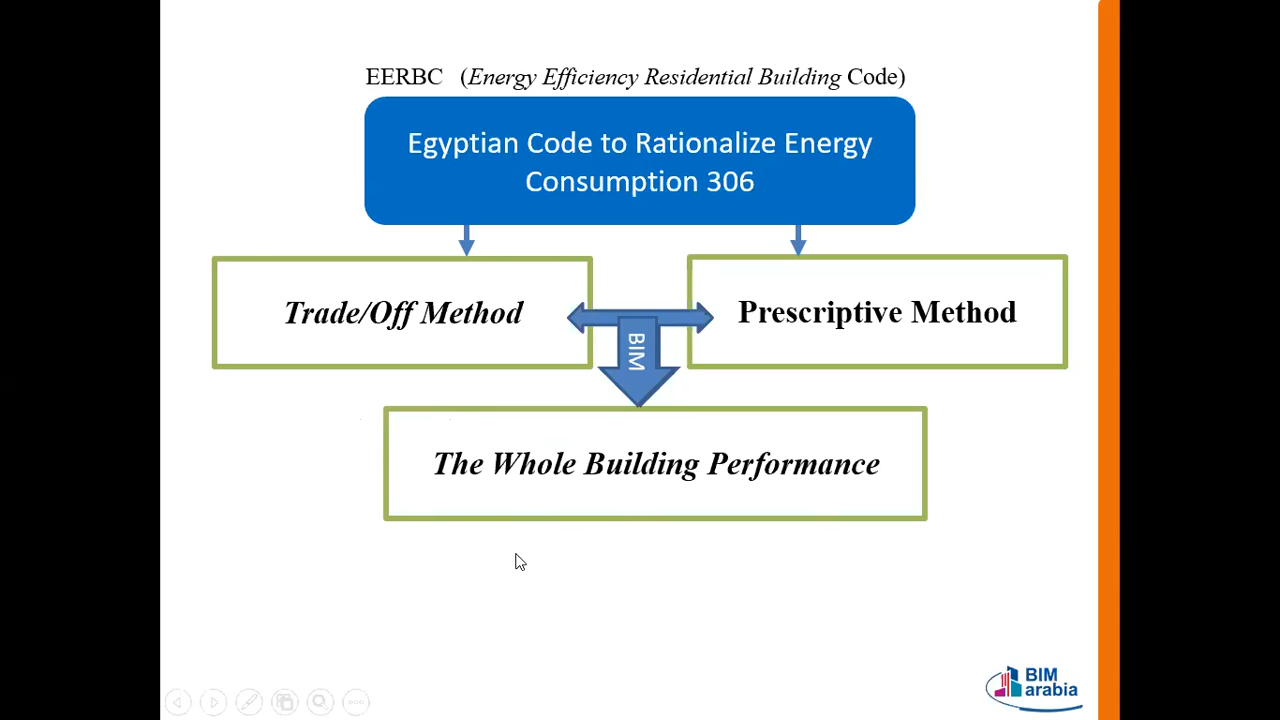 EERBC (Energy Efficiency Residential Building Code)
Egyptian Code to Rationalize Energy
Consumption 306
Trade/Off Method
Prescriptive Method
BIM
The Whole Building Performance
BIM
arabia